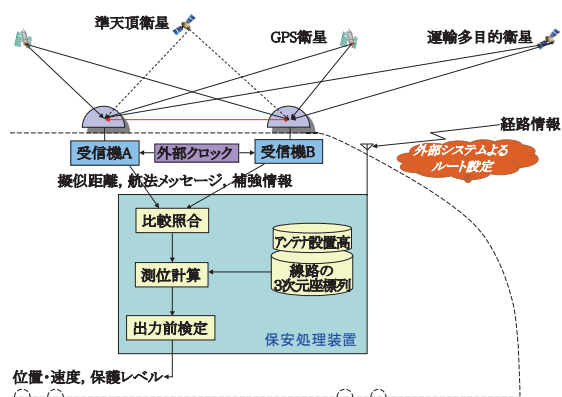 準天頂衛星
GPS衛星
運輸多目的衛星
経路情報
受信機A
外部クロック
受信機B
外部システムよる
ルート設定
擬似距離, 航法メッセージ, 補強情報
比較照合
アンテナ設置高
測位計算
線路の
3次元座標列
出力前検定
保安処理装置
位置・速度, 保護レベル